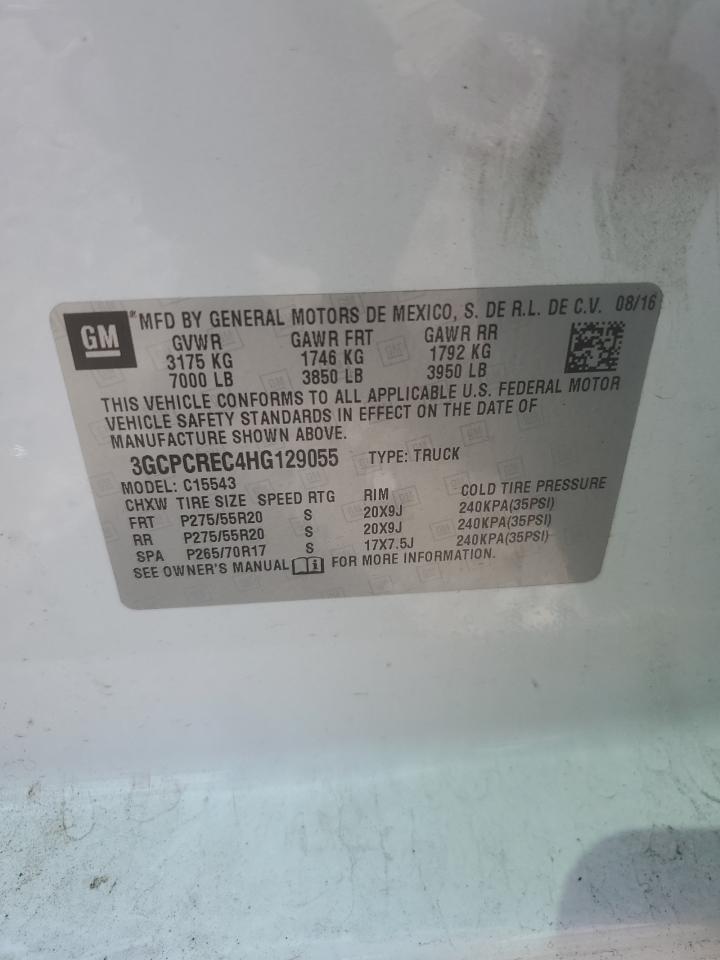 GM ® MFD BY GENERAL MOTORS DE MEXICO, S. DE R.L. DE C.V. 08/16
GVWR GAWR FRT GAWR RR
3175 KG 1746 KG 1792 KG
7000 LB 3850 LB 3950 LB
THIS VEHICLE CONFORMS TO ALL APPLICABLE U.S. FEDERAL MOTOR
VEHICLE SAFETY STANDARDS IN EFFECT ON THE DATE OF
MANUFACTURE SHOWN ABOVE.
3GCPCREC4HG129055 TYPE: TRUCK
MODEL: C15543
CHXW TIRE SIZE SPEED RTG RIM COLD TIRE PRESSURE
FRT P275/55R20 S 20X9J 240KPA(35PSI)
RR P275/55R20 S 20X9J 240KPA(35PSI)
SPA P265/70R17 S 17X7.5J 240KPA(35PSI)
SEE OWNER'S MANUAL i FOR MORE INFORMATION.